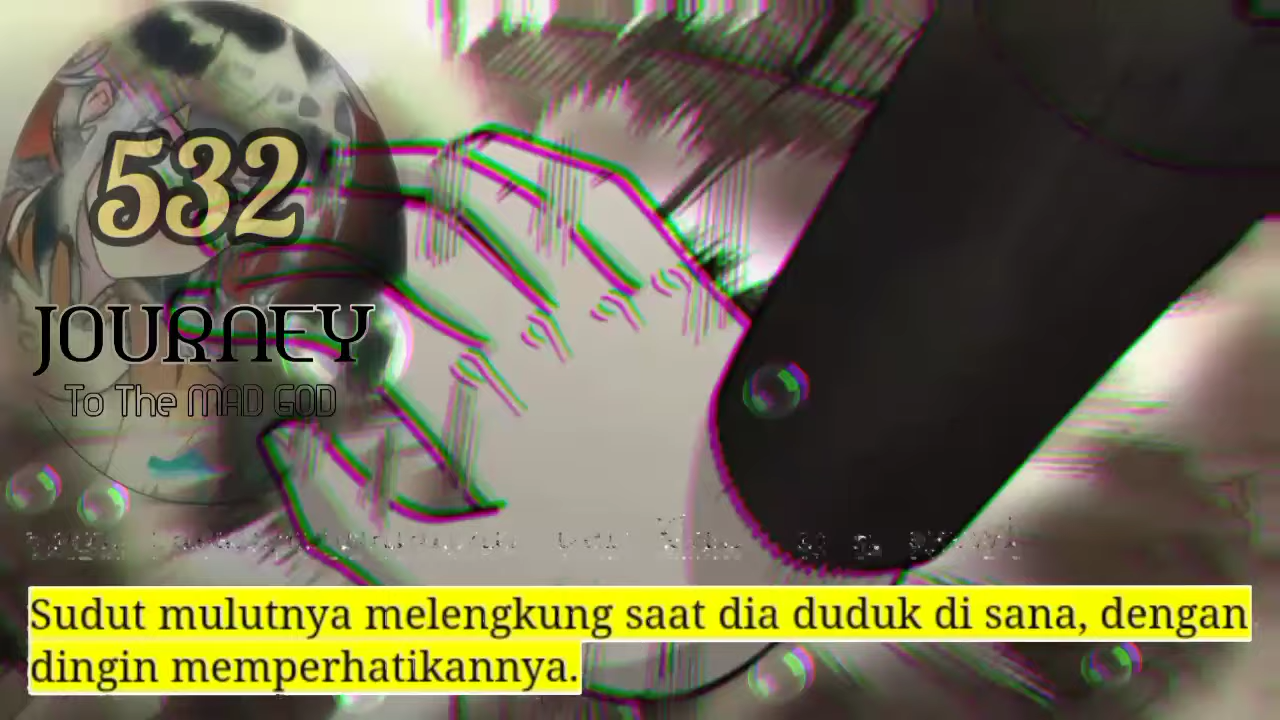 532
JOURNEY
To The MAD GOD
Sudut mulutnya melengkung saat dia duduk di sana, dengan
dingin memperhatikannya.